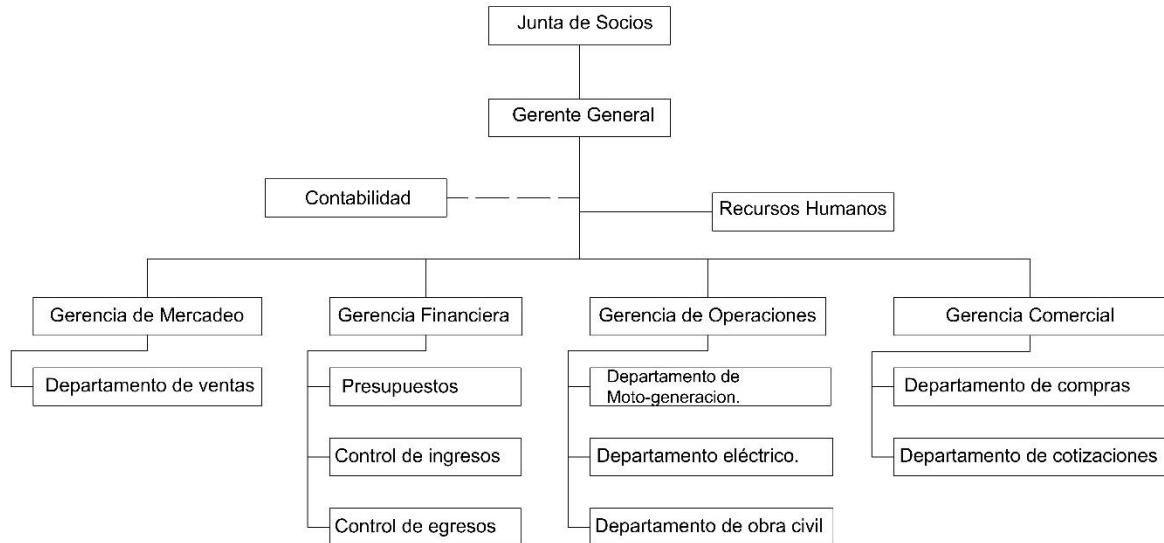 Junta de Socios
Gerente General
Contabilidad
Recursos Humanos
Gerencia de Mercadeo
Gerencia Financiera
Gerencia de Operaciones
Gerencia Comercial
Departamento de ventas
Presupuestos
Departamento de
Moto-generacion.
Departamento de compras
Control de ingresos
Departamento eléctrico.
Departamento de cotizaciones
Control de egresos
Departamento de obra civil